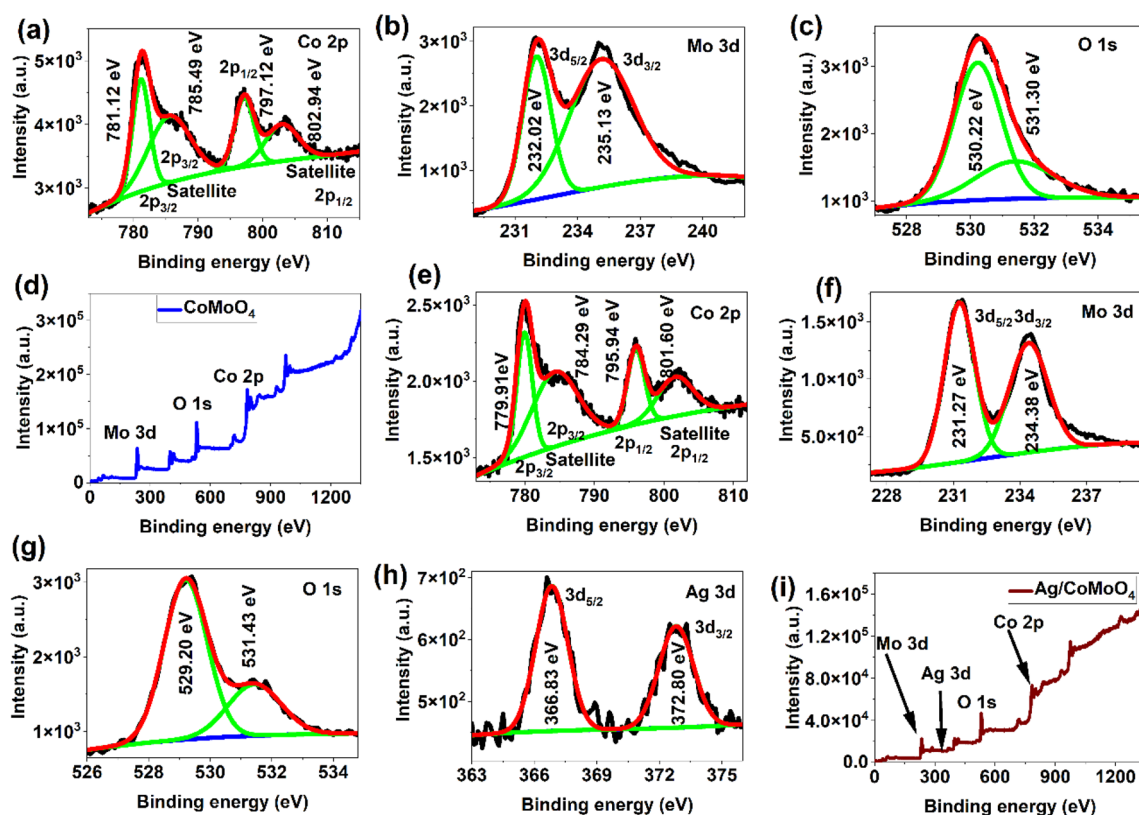 (a)
Co 2p
781.12 eV
785.49 eV
2p1/2
797.12 eV
802.94 eV
2p3/2
Satellite
2p3/2
Satellite
2p1/2
Intensity (a.u.)
5×10³
4×10³
3×10³
780 790 800 810
Binding energy (eV)
(b)
Mo 3d
3d5/2
3d3/2
232.02 eV
235.13 eV
Intensity (a.u.)
3×10³
2×10³
1×10³
231 235 238 242
Binding energy (eV)
(c)
O 1s
530.22 eV
531.30 eV
Intensity (a.u.)
3×10³
2×10³
1×10³
528 530 532 534
Binding energy (eV)
(d)
CoMoO4
Co 2p
O 1s
Mo 3d
Intensity (a.u.)
3×10⁵
2×10⁵
1×10⁵
0
0 300 600 900 1200
Binding energy (eV)
(e)
Co 2p
779.91eV
784.29 eV
795.94 eV
801.60 eV
2p3/2
2p3/2
Satellite
2p1/2
Satellite
2p1/2
Intensity (a.u.)
2.5×10³
2.0×10³
1.5×10³
780 790 800 810
Binding energy (eV)
(f)
Mo 3d
3d5/2 3d3/2
231.27 eV
234.38 eV
Intensity (a.u.)
1.5×10³
1.0×10³
5.0×10²
228 231 234 237
Binding energy (eV)
(g)
O 1s
529.20 eV
531.43 eV
Intensity (a.u.)
3×10³
2×10³
1×10³
526 528 530 532 534
Binding energy (eV)
(h)
Ag 3d
3d5/2
3d3/2
366.83 eV
372.80 eV
Intensity (a.u.)
7×10²
6×10²
5×10²
363 366 369 372 375
Binding energy (eV)
(i)
Ag/CoMoO4
Co 2p
Mo 3d
Ag 3d
O 1s
Intensity (a.u.)
1.6×10⁵
1.2×10⁵
8.0×10⁴
4.0×10⁴
0.0
0 300 600 900 1200
Binding energy (eV)